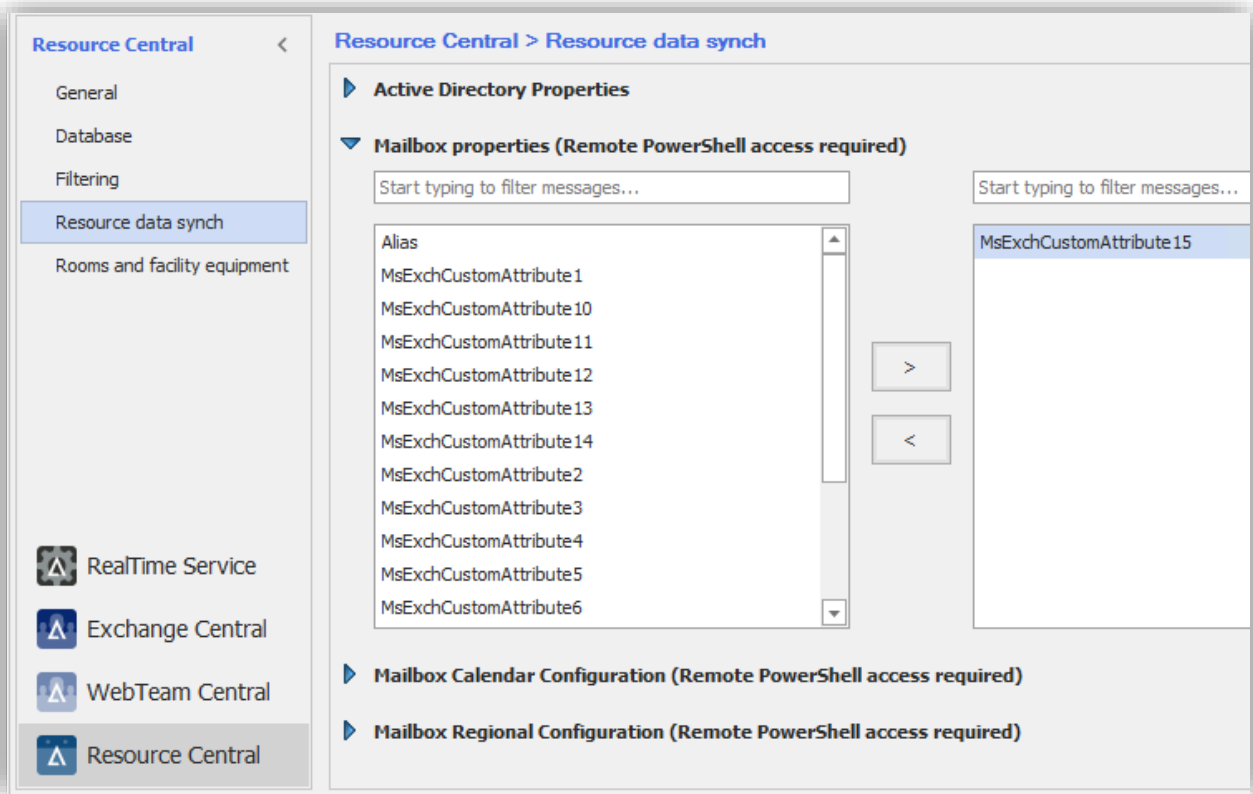 Resource Central <
General
Database
Filtering
Resource data synch
Rooms and facility equipment
RealTime Service
Exchange Central
WebTeam Central
Resource Central
Resource Central > Resource data synch
Active Directory Properties
Mailbox properties (Remote PowerShell access required)
Start typing to filter messages...
Alias
MsExchCustomAttribute1
MsExchCustomAttribute10
MsExchCustomAttribute11
MsExchCustomAttribute12
MsExchCustomAttribute13
MsExchCustomAttribute14
MsExchCustomAttribute2
MsExchCustomAttribute3
MsExchCustomAttribute4
MsExchCustomAttribute5
MsExchCustomAttribute6
>
<
Start typing to filter messages...
MsExchCustomAttribute15
Mailbox Calendar Configuration (Remote PowerShell access required)
Mailbox Regional Configuration (Remote PowerShell access required)